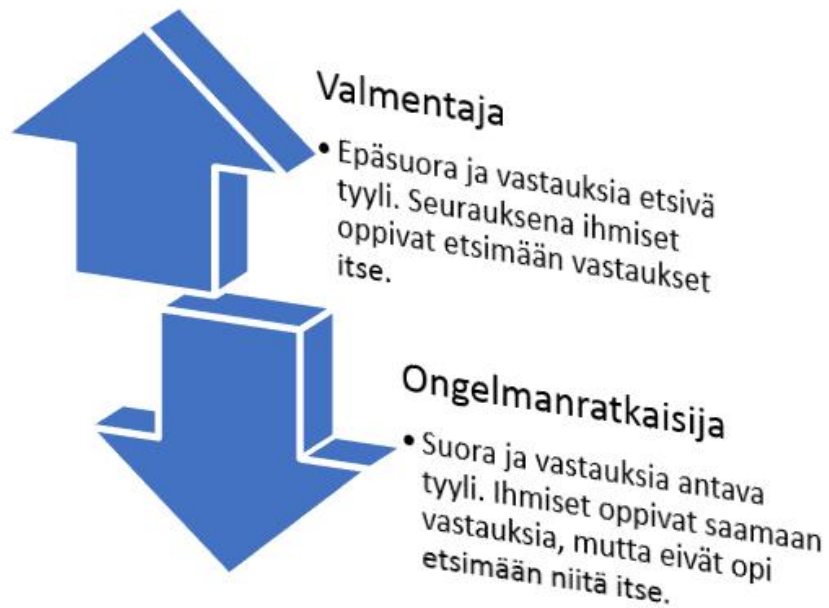 Valmentaja
• Epäsuora ja vastauksia etsivä
tyyli. Seurauksena ihmiset
oppivat etsimään vastaukset
itse.
Ongelmanratkaisija
• Suora ja vastauksia antava
tyyli. Ihmiset oppivat saamaan
vastauksia, mutta eivät opi
etsimään niitä itse.